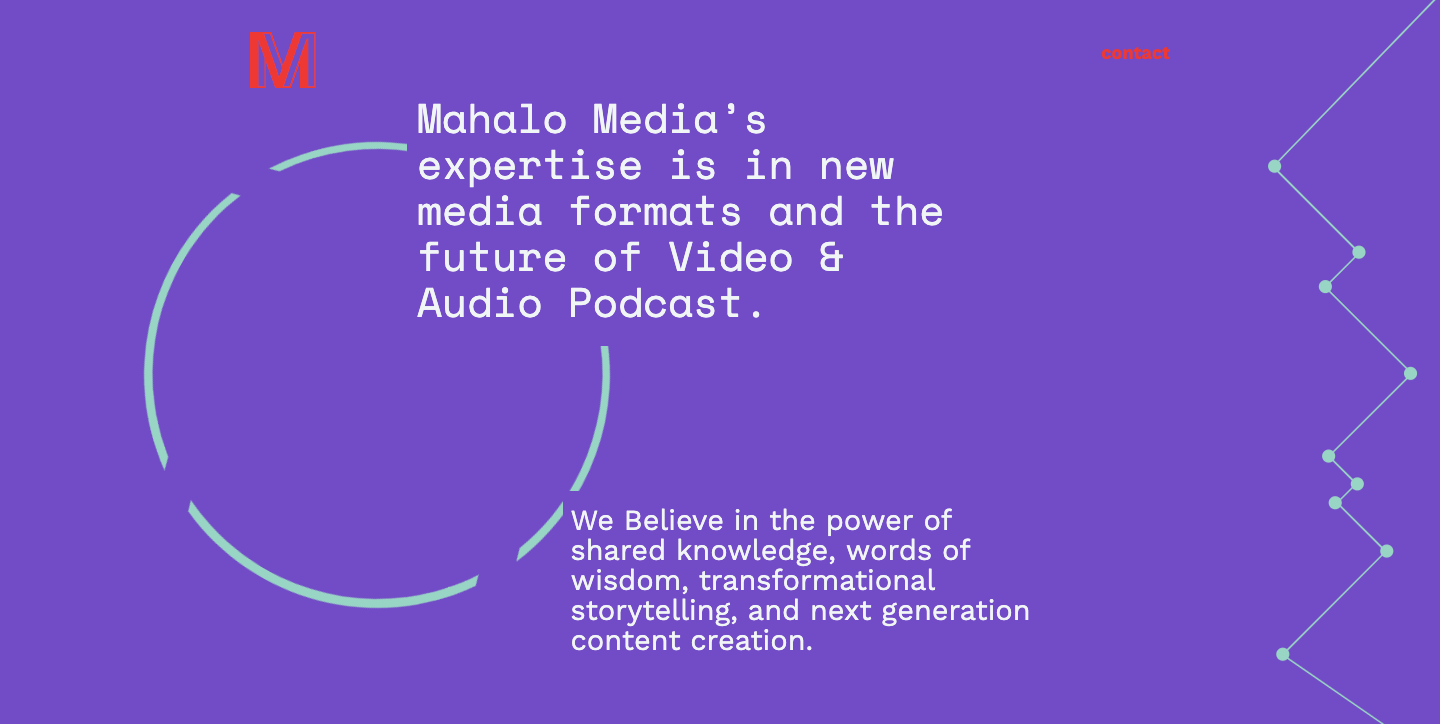 M
contact
Mahalo Media's
expertise is in new
media formats and the
future of Video &
Audio Podcast.
We Believe in the power of
shared knowledge, words of
wisdom, transformational
storytelling, and next generation
content creation.